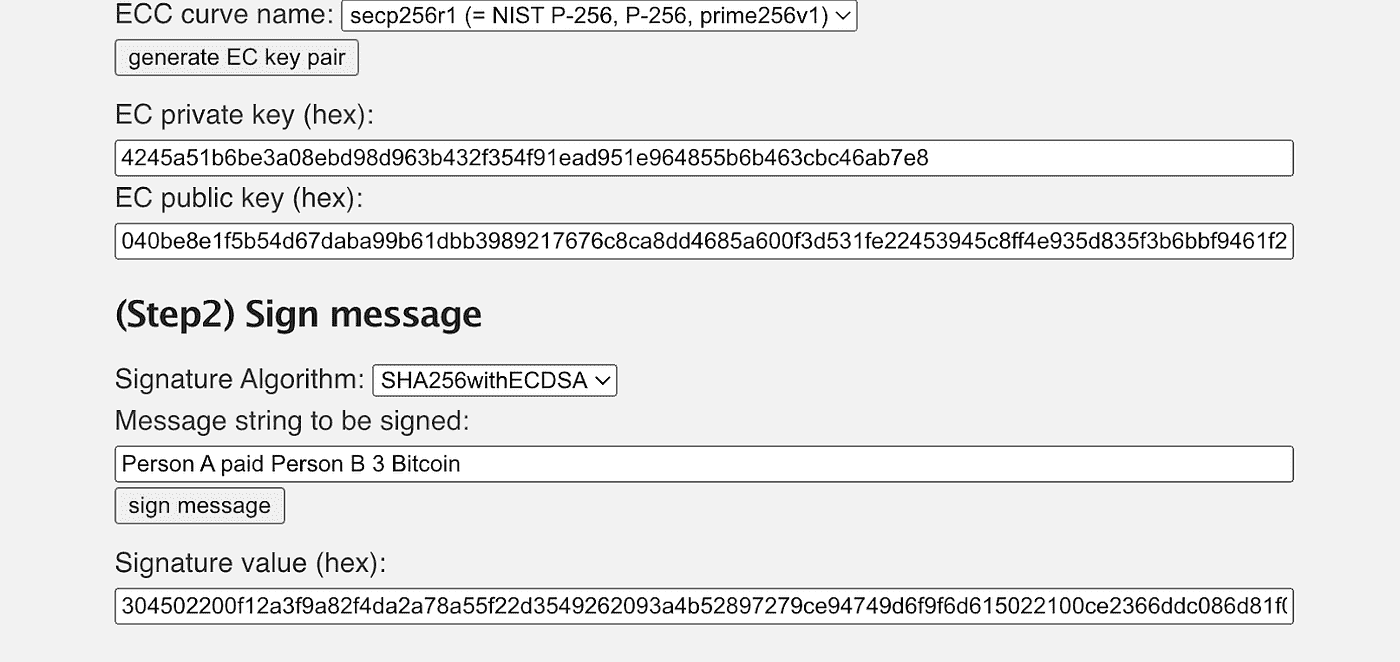 ECC curve name: secp256r1 (= NIST P-256, P-256, prime256v1)
generate EC key pair
EC private key (hex):
4245a51b6be3a08ebd98d963b432f354f91ead951e964855b6b463cbc46ab7e8
EC public key (hex):
040be8e1f5b54d67daba99b61dbb3989217676c8ca8dd4685a600f3d531fe22453945c8ff4e935d835f3b6bbf9461f2
(Step2) Sign message
Signature Algorithm: SHA256withECDSA
Message string to be signed:
Person A paid Person B 3 Bitcoin
sign message
Signature value (hex):
304502200f12a3f9a82f4da2a78a55f22d3549262093a4b52897279ce94749d6f9f6d615022100ce2366ddc086d81f